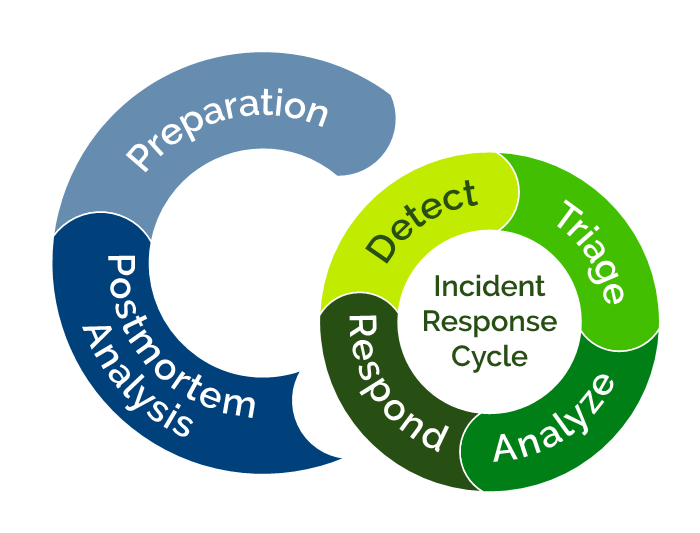 Preparation
Postmortem
Analysis
Detect
Triage
Analyze
Respond
Incident
Response
Cycle